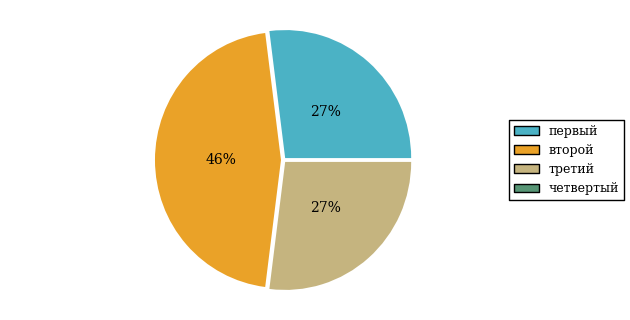 27%
46%
27%
первый
второй
третий
четвертый